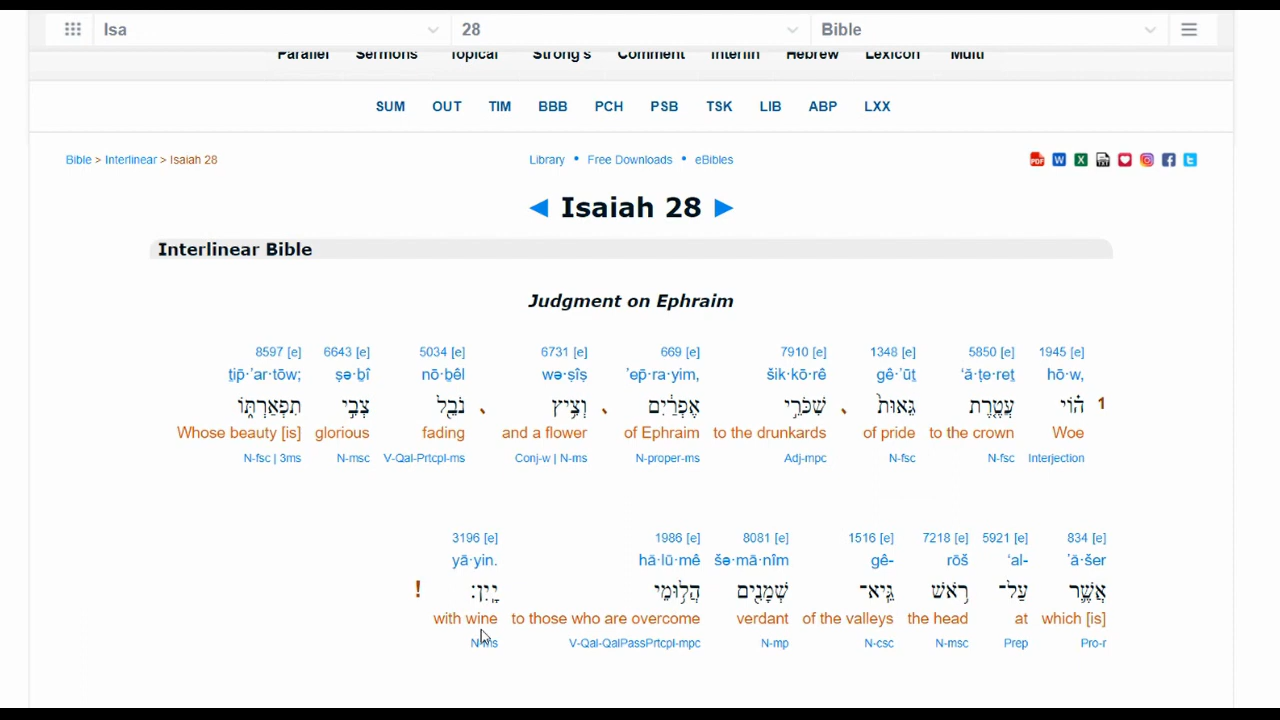 Isa 28 Bible
Parallel Sermons Topical Strong's Comment Interlin Hebrew Lexicon Multi
SUM OUT TIM BBB PCH PSB TSK LIB ABP LXX
Bible > Interlinear > Isaiah 28 Library • Free Downloads • eBibles
◄ Isaiah 28 ►
Interlinear Bible
Judgment on Ephraim
8597 [e] 6643 [e] 5034 [e] 6731 [e] 669 [e] 7910 [e] 1348 [e] 5850 [e] 1945 [e]
tip̄·’ar·tōw; ṣə·ḇî nō·ḇêl wə·ṣîṣ ’ep̄·ra·yim, šik·kō·rê gê·’ūṯ ‘ă·ṭe·reṯ hō·w,
1 ה֗וֹי עֲטֶ֤רֶת גֵּאוּת֙ 、 שִׁכֹּרֵ֣י אֶפְרַ֔יִם 、 וְצִ֥יץ 、 נֹבֵ֖ל צְבִ֣י תִפְאַרְתּ֑וֹ
Whose beauty [is] glorious fading and a flower of Ephraim to the drunkards of pride to the crown Woe
N-fsc | 3ms N-msc V-Qal-Prtcpl-ms Conj-w | N-ms N-proper-ms Adj-mpc N-fsc N-fsc Interjection
3196 [e] 1986 [e] 8081 [e] 1516 [e] 7218 [e] 5921 [e] 834 [e]
yā·yin. hă·lū·mê šə·mā·nîm gê- rōš ‘al- ’ă·šer
אֲשֶׁ֛ר עַל־ רֹ֥אשׁ גֵּֽיא־ שְׁמָנִ֖ים הֲל֥וּמֵי יָֽיִן׃ !
with wine to those who are overcome verdant of the valleys the head at which [is]
N-ms V-Qal-QalPassPrtcpl-mpc N-mp N-csc N-msc Prep Pro-r